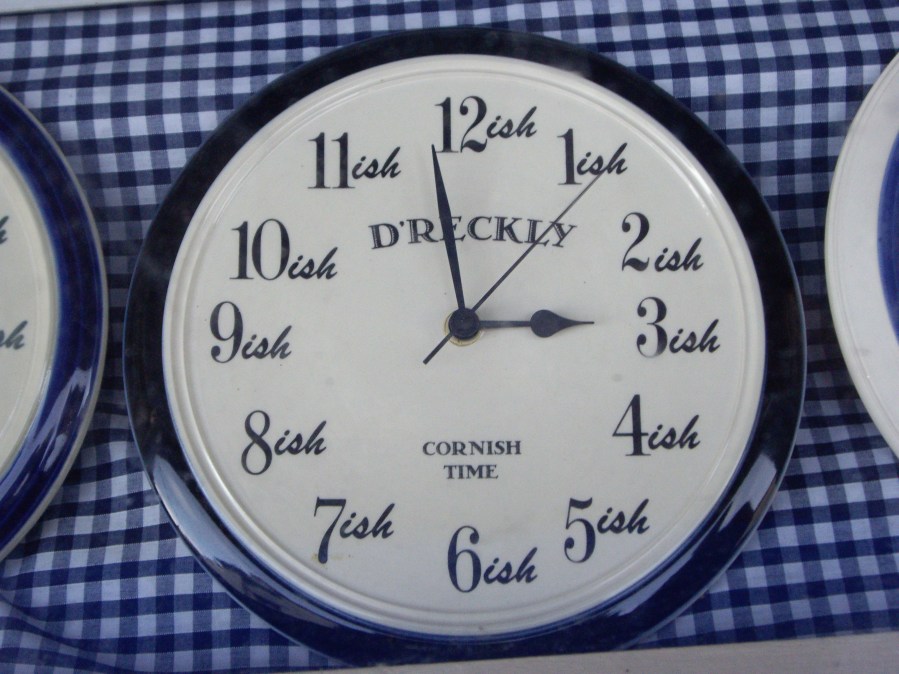 12ish
1ish
2ish
3ish
4ish
5ish
6ish
7ish
8ish
9ish
10ish
11ish
D'RECKLY
CORNISH
TIME